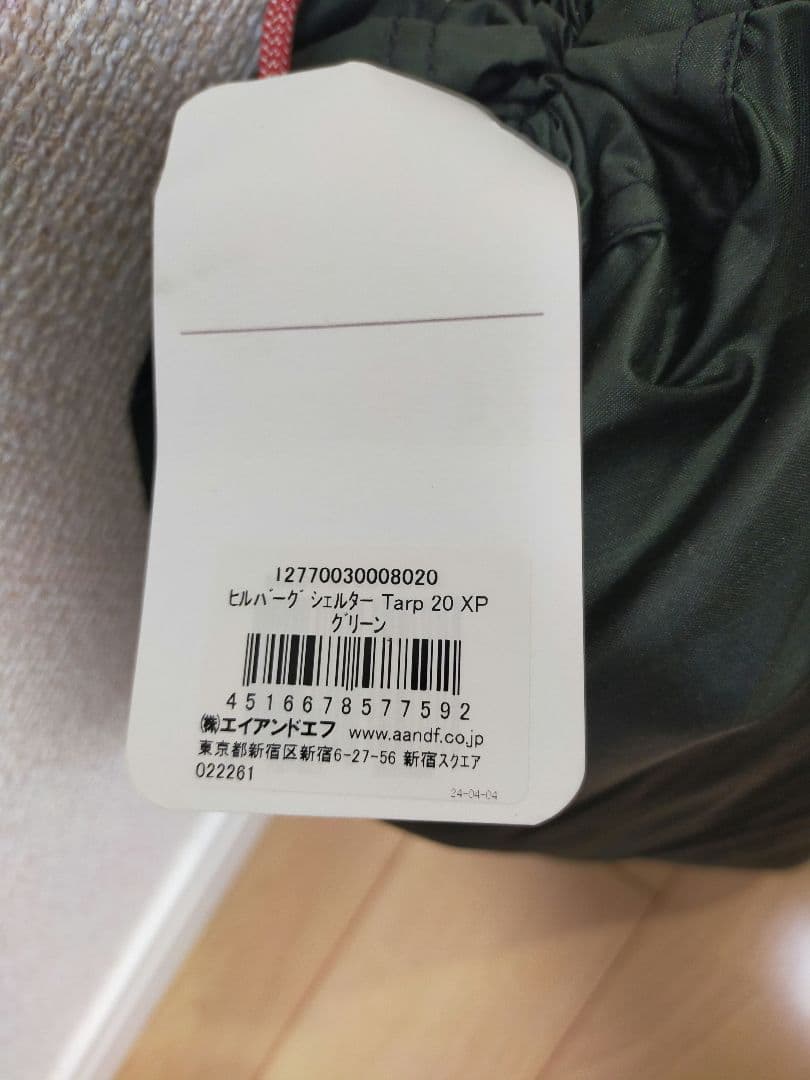 12770030008020
ﾋﾙﾊﾞｰｸﾞ ｼｪﾙﾀｰ Tarp 20 XP
ｸﾞﾘｰﾝ
4516678577592
㈱エイアンドエフ www.aandf.co.jp
東京都新宿区新宿6-27-56 新宿ｽｸｴｱ
022261
24-04-04